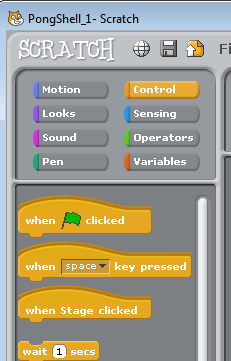 PongShell_1- Scratch
SCRATCH Fi
Motion Control
Looks Sensing
Sound Operators
Pen Variables
when clicked
when space key pressed
when Stage clicked
wait 1 secs